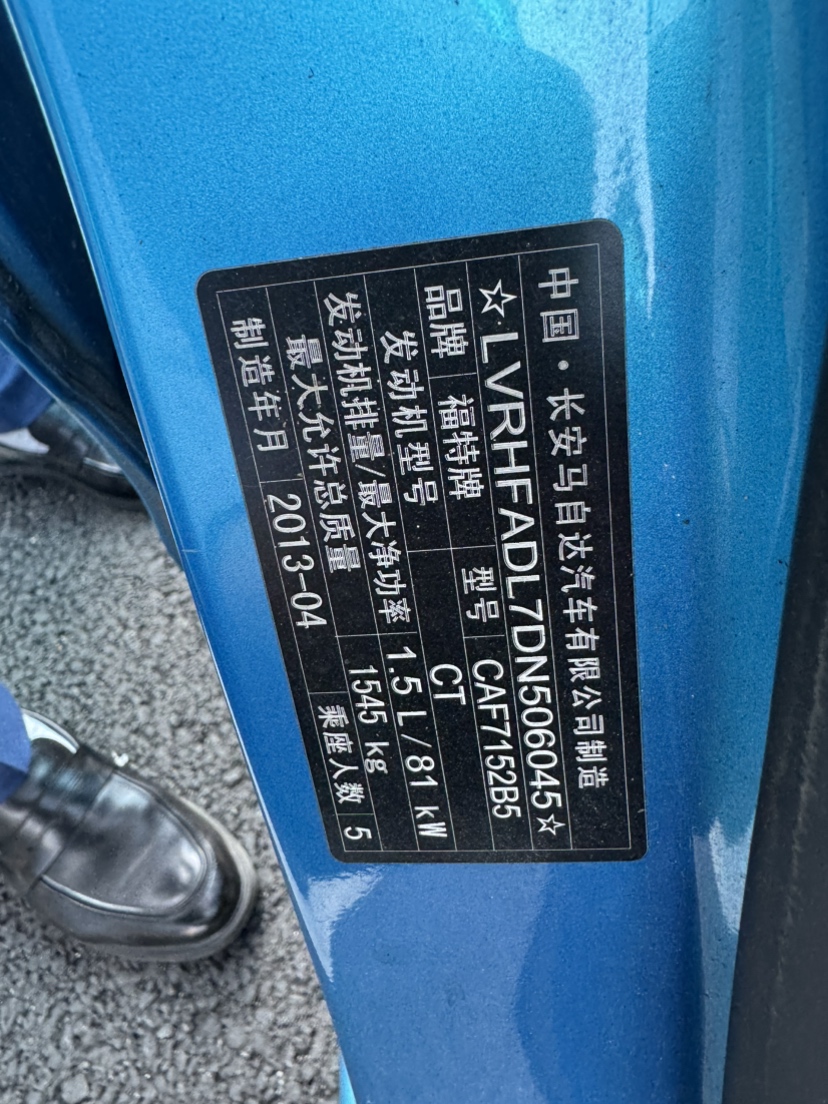 中国·长安马自达汽车有限公司制造
☆LVRHFADL7DN506045☆
品牌 福特牌 型号 CAF7152B5
发动机型号 CT
发动机排量/最大净功率 1.5 L/81 kW
最大允许总质量 1545 kg
制造年月 2013-04 乘座人数 5